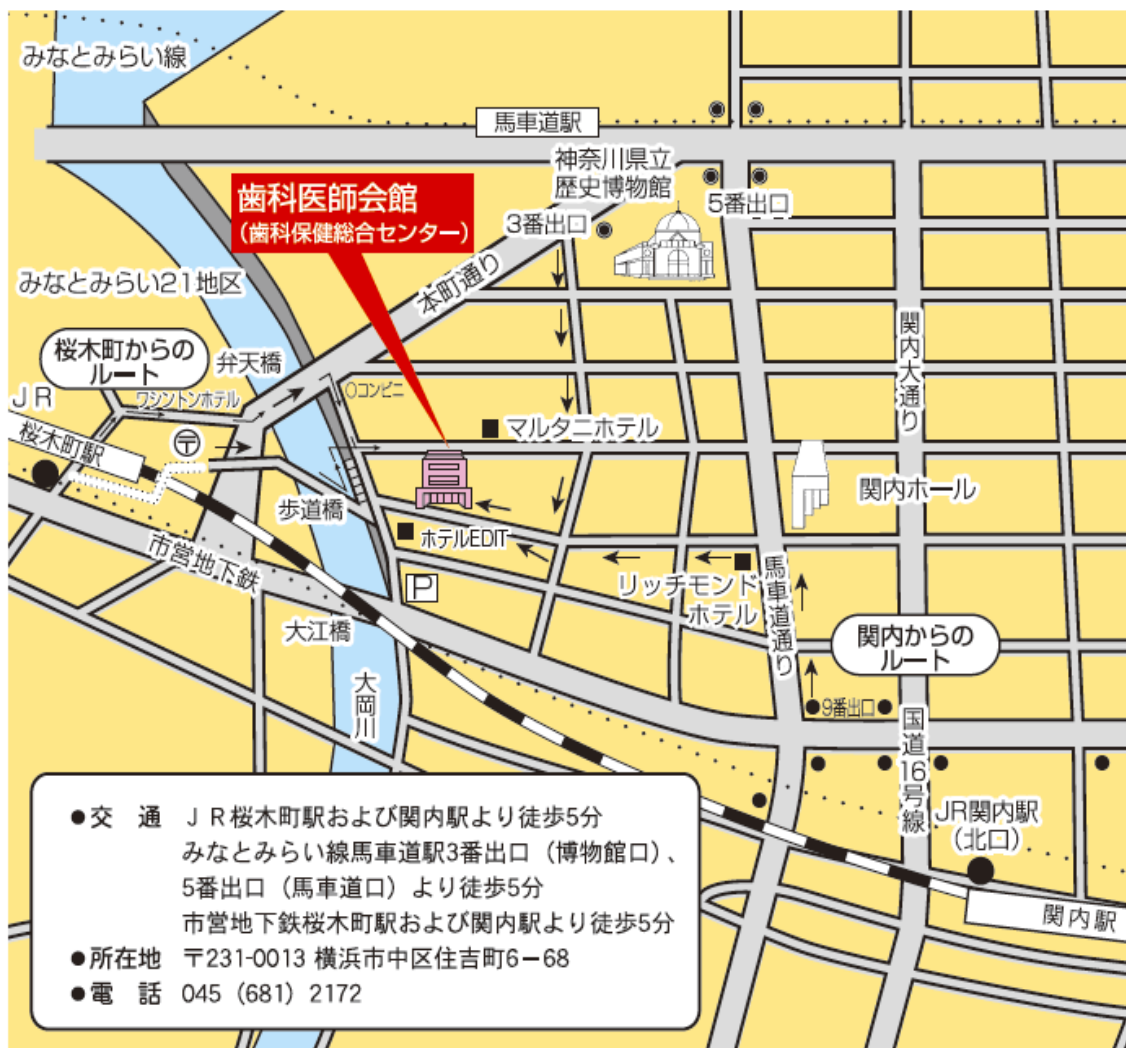 みなとみらい線
馬車道駅
神奈川県立
歴史博物館
歯科医師会館
(歯科保健総合センター)
3番出口
5番出口
みなとみらい21地区
本町通り
関内大通り
桜木町からの
ルート
弁天橋
ワシントンホテル
○コンビニ
JR
桜木町駅
〒
マルタニホテル
関内ホール
歩道橋
ホテルEDIT
市営地下鉄
P
リッチモンド
ホテル
馬車道通り
大江橋
関内からの
ルート
大岡川
9番出口
国道16号線
JR関内駅
(北口)
関内駅
●交 通 JR桜木町駅および関内駅より徒歩5分
みなとみらい線馬車道駅3番出口(博物館口)、
5番出口(馬車道口)より徒歩5分
市営地下鉄桜木町駅および関内駅より徒歩5分
●所在地 〒231-0013 横浜市中区住吉町6-68
●電 話 045(681)2172